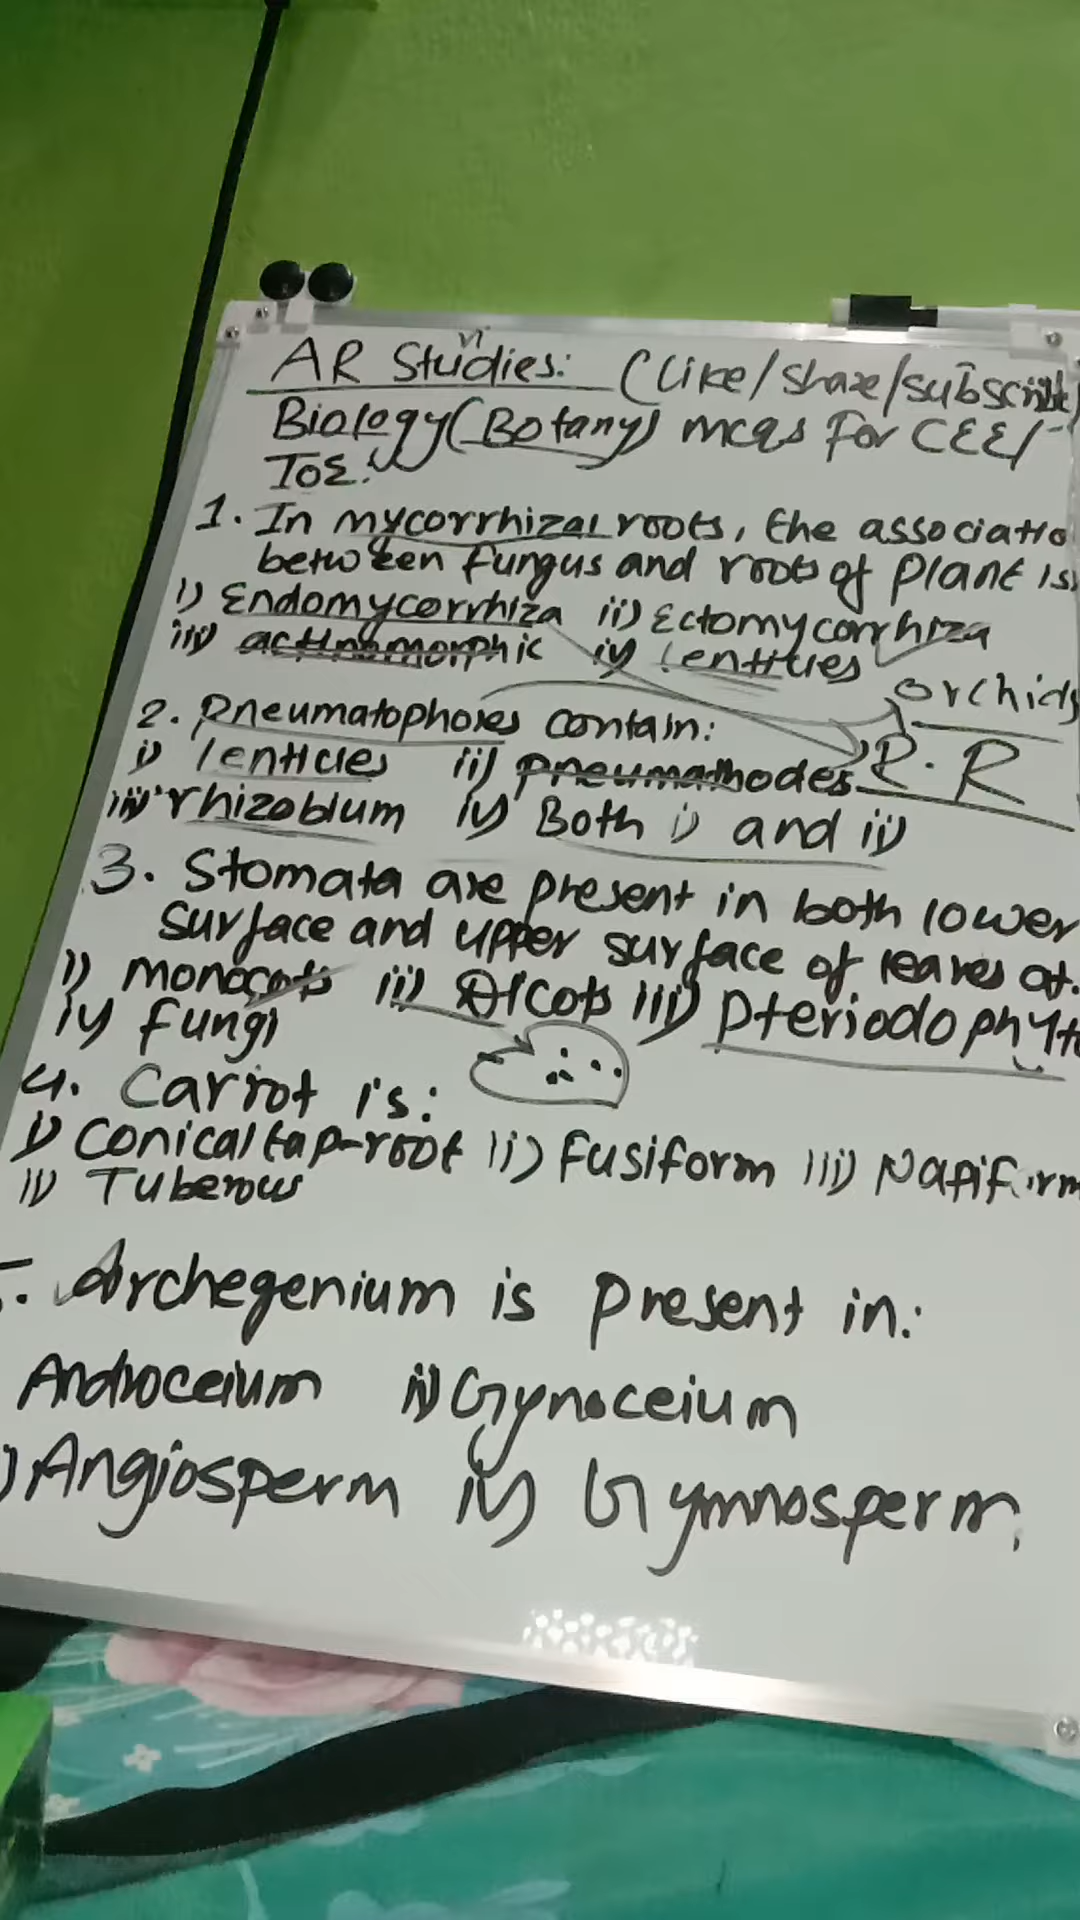 AR Studies: (Like/share/subscribe)
Biology (Botany) mcqs for CEE/
IOE:
1. In mycorrhizal roots, the associatio
between fungus and roots of plant is
i) Endomycorrhiza ii) Ectomycorrhiza
iii) actinomorphic iv) lenticles
orchids
2. Pneumatophores contain:
i) lenticles ii) pneumathodes R. R
iii) rhizobium iv) Both i) and ii)
3. Stomata are present in both lower
surface and upper surface of leaves of.
i) monocots ii) Dicots iii) pteriodophyt
iv) fungi
4. Carrot is:
i) Conical tap-root ii) Fusiform iii) Napiform
iv) Tuberous
. Archegenium is present in:
Androceium ii) Gynoceium
) Angiosperm iv) Gymnosperm.